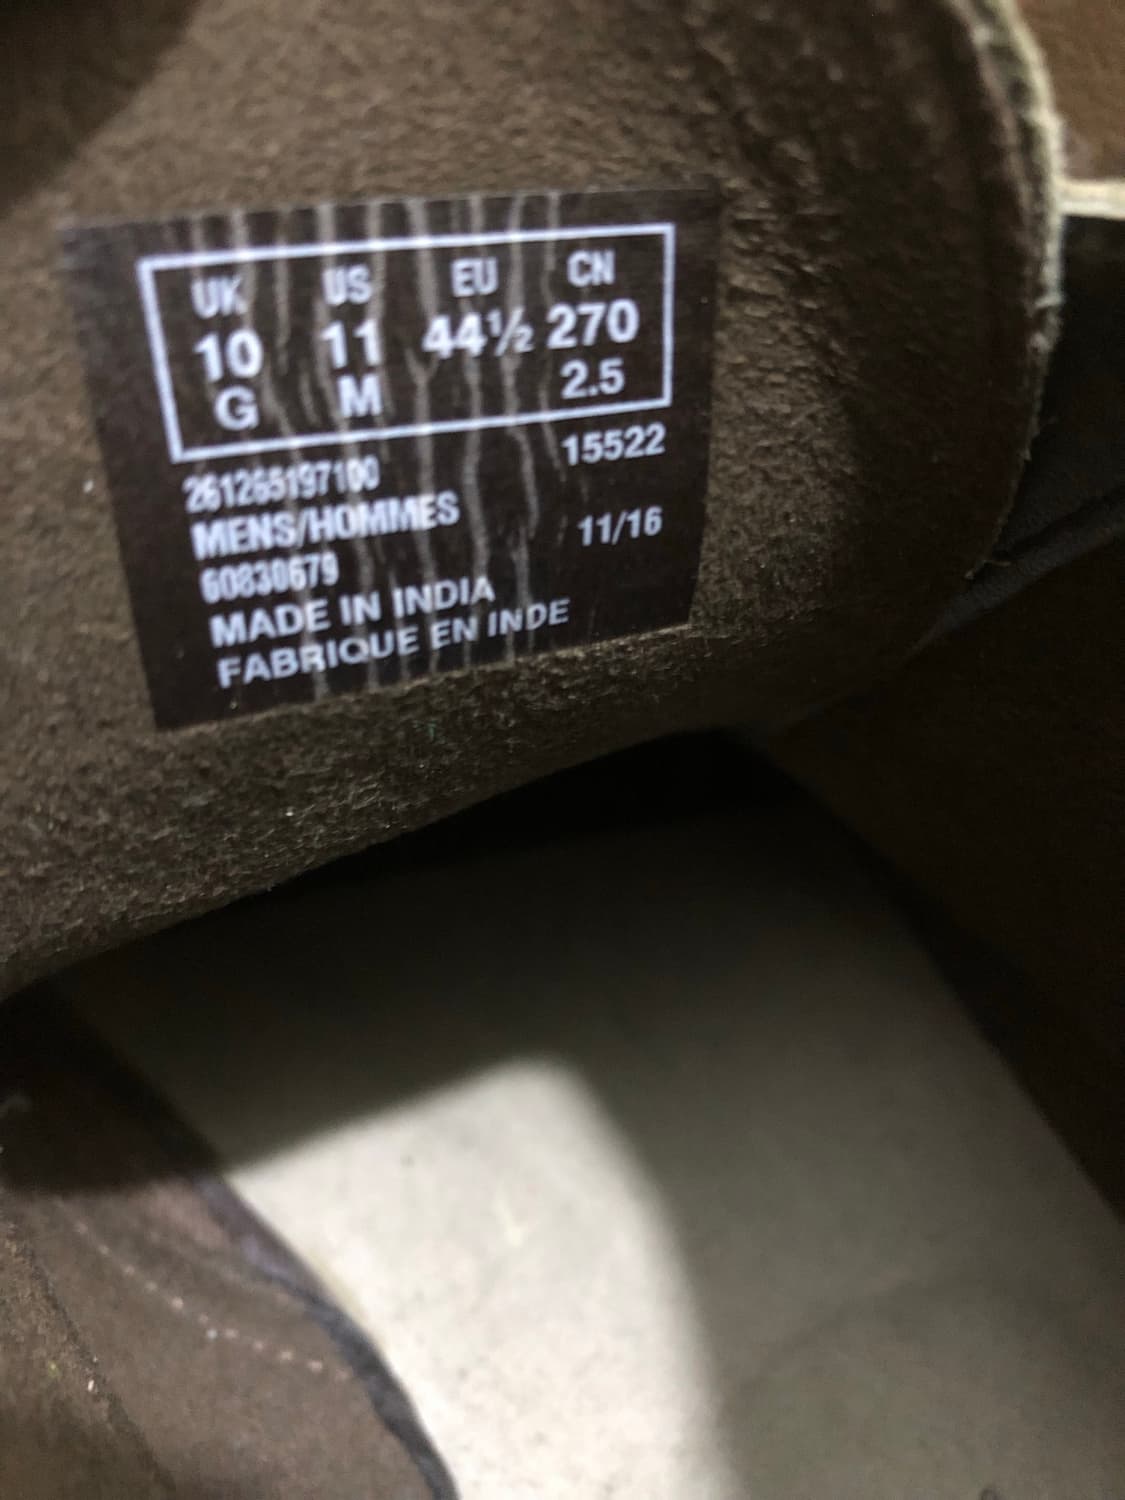 UK US EU CN
10 11 44½ 270
G M 2.5
261265197100 15522
MENS/HOMMES
60830679 11/16
MADE IN INDIA
FABRIQUE EN INDE